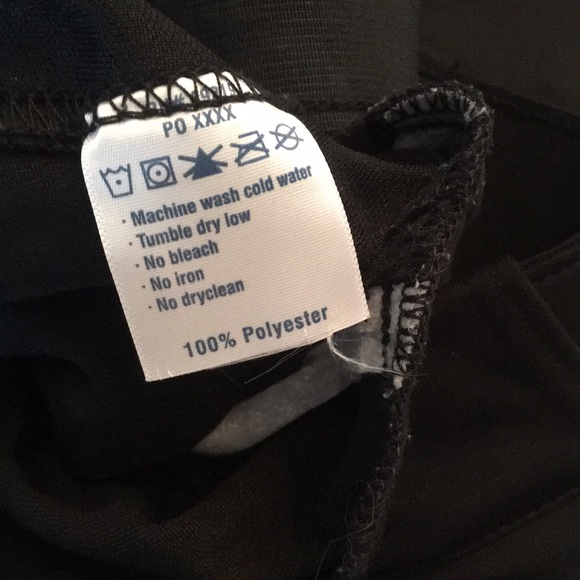 PO XXXX
· Machine wash cold water
· Tumble dry low
· No bleach
· No iron
· No dryclean
100% Polyester